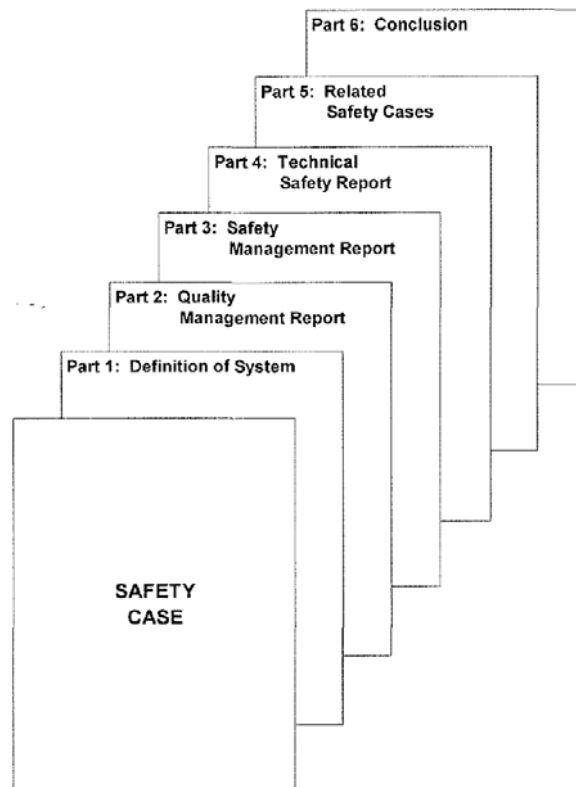 Part 6: Conclusion
Part 5: Related
Safety Cases
Part 4: Technical
Safety Report
Part 3: Safety
Management Report
Part 2: Quality
Management Report
Part 1: Definition of System
SAFETY
CASE